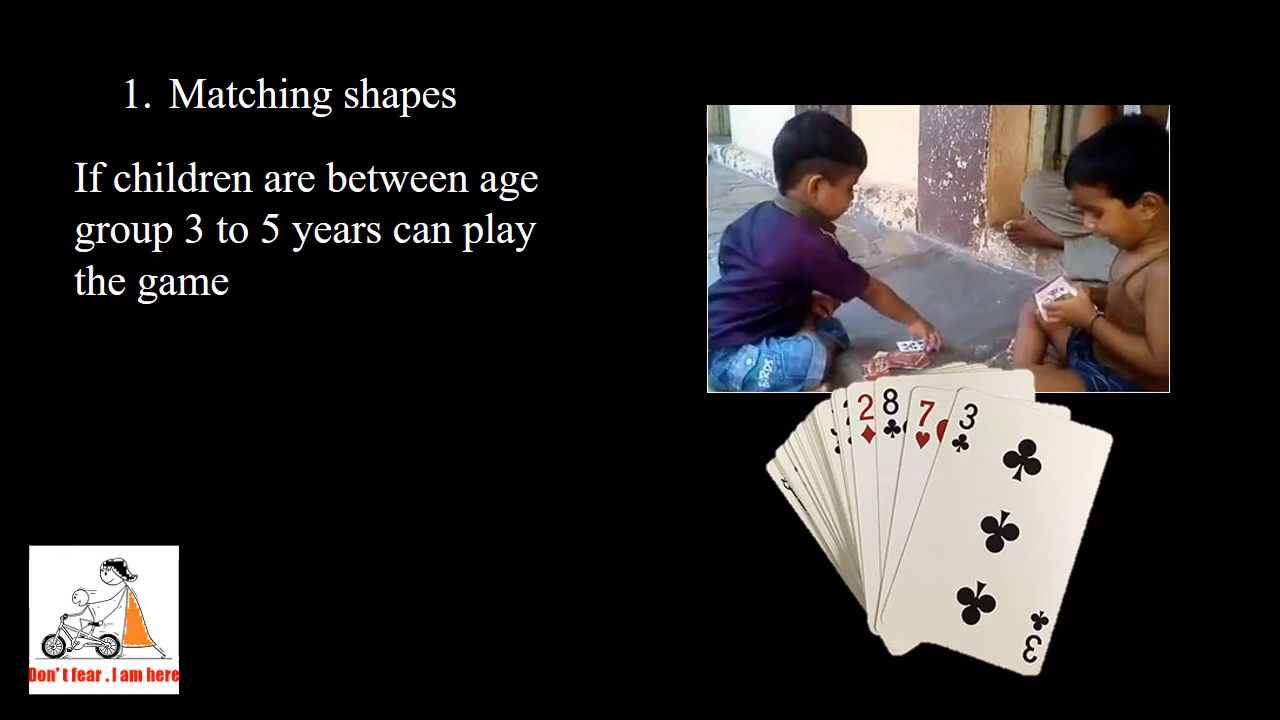 1. Matching shapes
If children are between age
group 3 to 5 years can play
the game
BIRDS
2
8
7
3
3
Don't fear . I am here